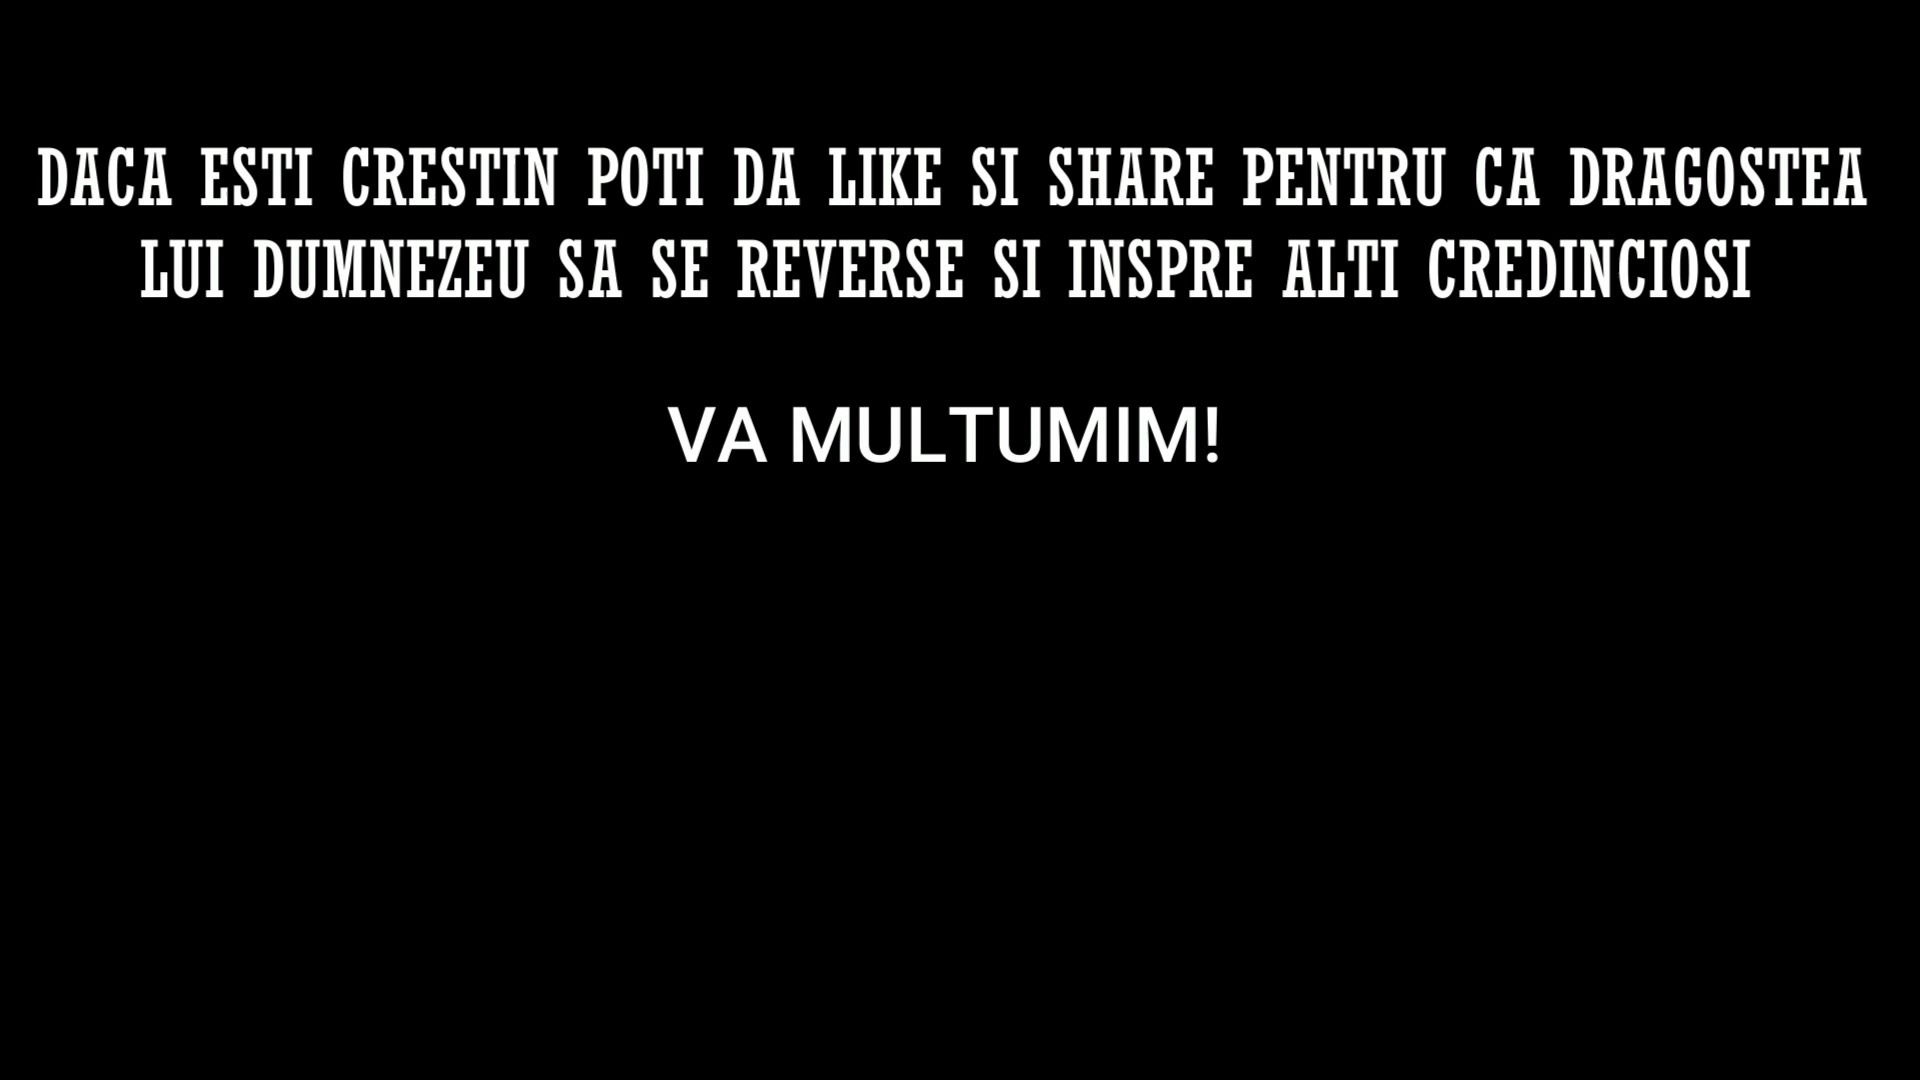 DACA ESTI CRESTIN POTI DA LIKE SI SHARE PENTRU CA DRAGOSTEA
LUI DUMNEZEU SA SE REVERSE SI INSPRE ALTI CREDINCIOSI
VA MULTUMIM!